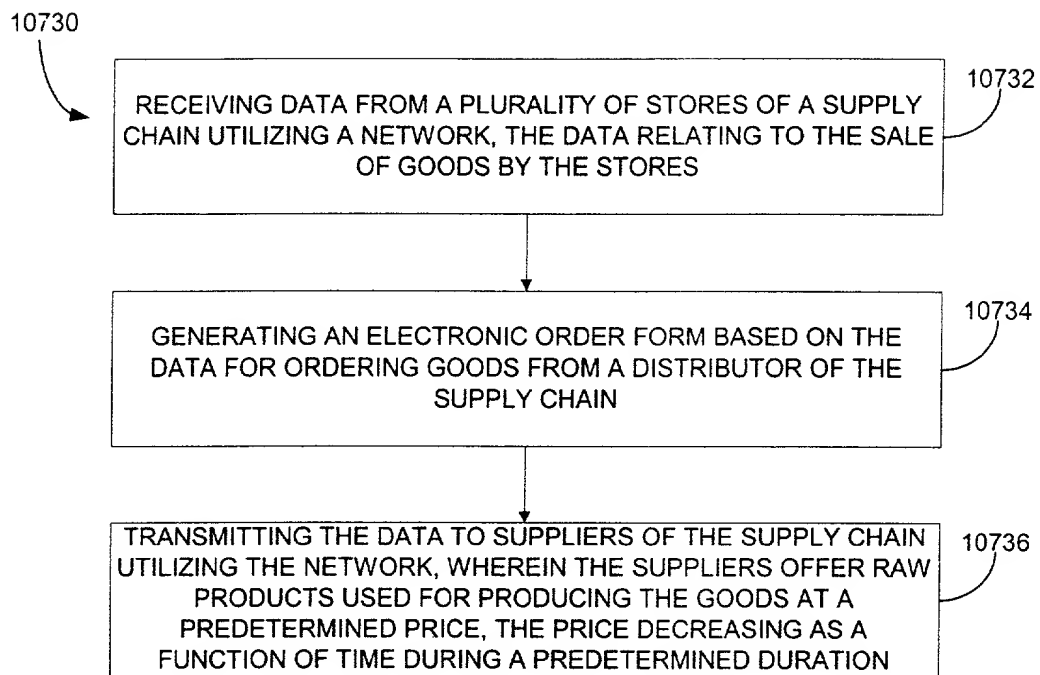 10730
10732
RECEIVING DATA FROM A PLURALITY OF STORES OF A SUPPLY
CHAIN UTILIZING A NETWORK, THE DATA RELATING TO THE SALE
OF GOODS BY THE STORES
10734
GENERATING AN ELECTRONIC ORDER FORM BASED ON THE
DATA FOR ORDERING GOODS FROM A DISTRIBUTOR OF THE
SUPPLY CHAIN
10736
TRANSMITTING THE DATA TO SUPPLIERS OF THE SUPPLY CHAIN
UTILIZING THE NETWORK, WHEREIN THE SUPPLIERS OFFER RAW
PRODUCTS USED FOR PRODUCING THE GOODS AT A
PREDETERMINED PRICE, THE PRICE DECREASING AS A
FUNCTION OF TIME DURING A PREDETERMINED DURATION